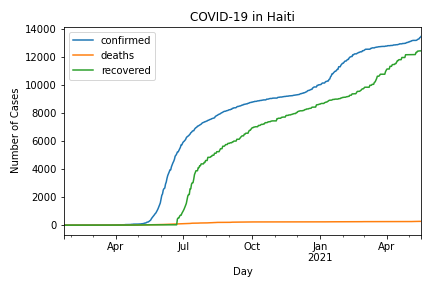 COVID-19 in Haiti
confirmed
deaths
recovered
Number of Cases
14000
12000
10000
8000
6000
4000
2000
0
Apr
Jul
Oct
Jan
2021
Apr
Day